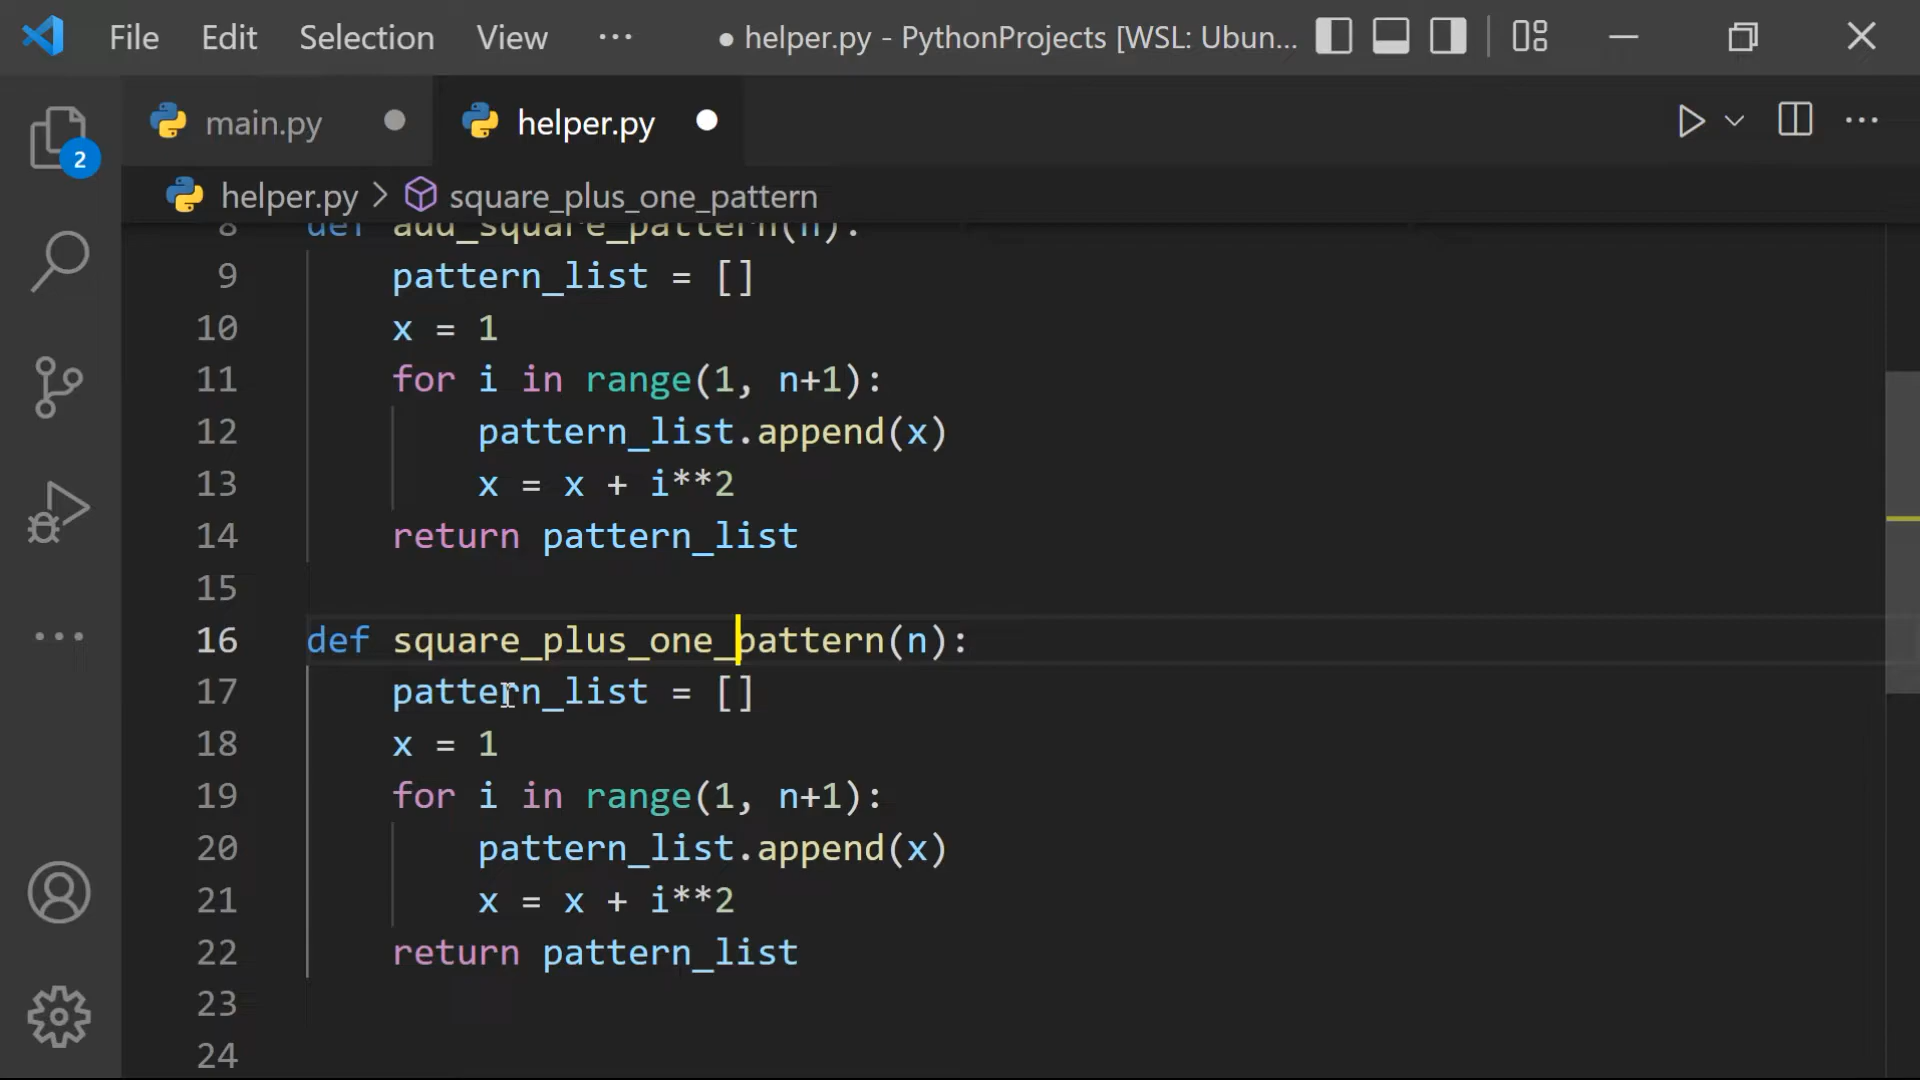 File Edit Selection View ··· ● helper.py - PythonProjects [WSL: Ubun...
main.py ● helper.py ●
helper.py > square_plus_one_pattern
2
8 def add_square_pattern(n):
9 pattern_list = []
10 x = 1
11 for i in range(1, n+1):
12 pattern_list.append(x)
13 x = x + i**2
14 return pattern_list
15
16 def square_plus_one_pattern(n):
17 pattern_list = []
18 x = 1
19 for i in range(1, n+1):
20 pattern_list.append(x)
21 x = x + i**2
22 return pattern_list
23
24